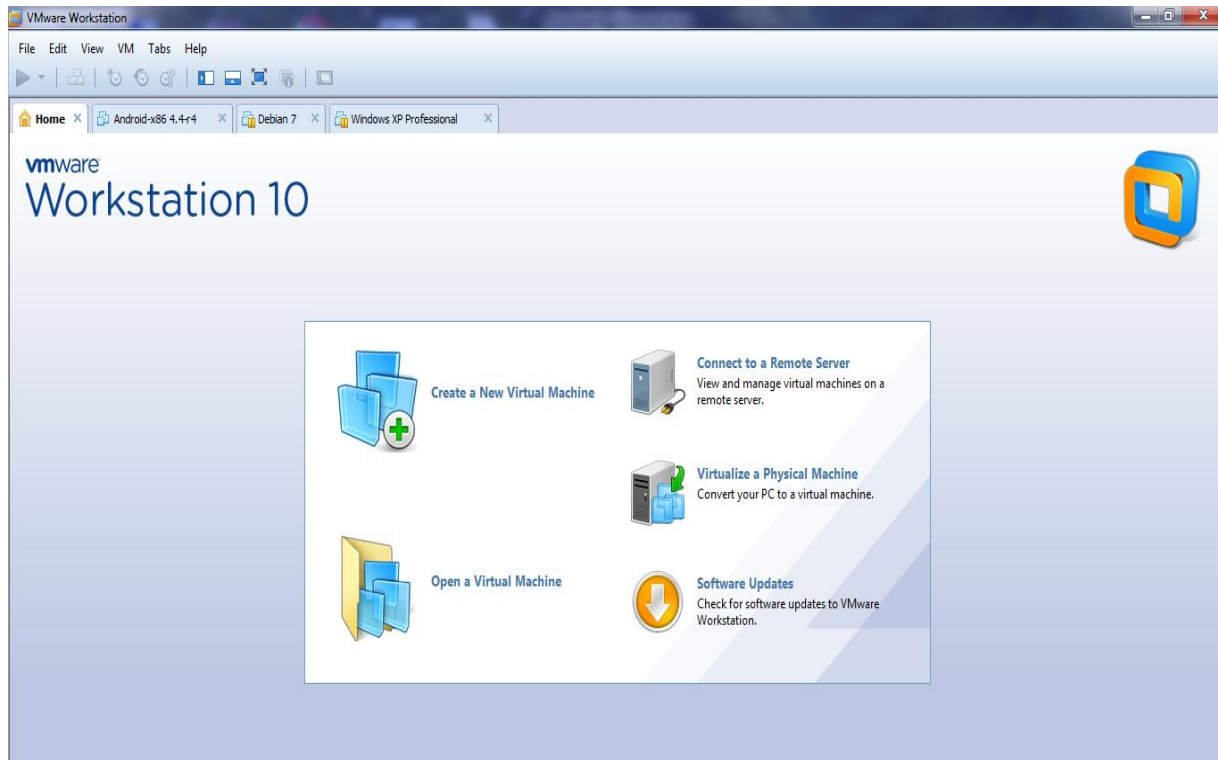 VMware Workstation
File Edit View VM Tabs Help
Home Android-x86 4.4-r4 Debian 7 Windows XP Professional
vmware
Workstation 10
Create a New Virtual Machine
Connect to a Remote Server
View and manage virtual machines on a
remote server.
Virtualize a Physical Machine
Convert your PC to a virtual machine.
Open a Virtual Machine
Software Updates
Check for software updates to VMware
Workstation.